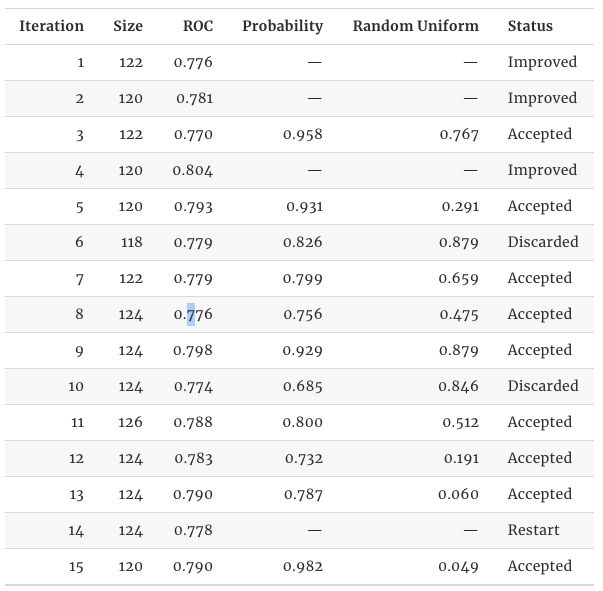 Iteration Size ROC Probability Random Uniform Status
1 122 0.776 — — Improved
2 120 0.781 — — Improved
3 122 0.770 0.958 0.767 Accepted
4 120 0.804 — — Improved
5 120 0.793 0.931 0.291 Accepted
6 118 0.779 0.826 0.879 Discarded
7 122 0.779 0.799 0.659 Accepted
8 124 0.776 0.756 0.475 Accepted
9 124 0.798 0.929 0.879 Accepted
10 124 0.774 0.685 0.846 Discarded
11 126 0.788 0.800 0.512 Accepted
12 124 0.783 0.732 0.191 Accepted
13 124 0.790 0.787 0.060 Accepted
14 124 0.778 — — Restart
15 120 0.790 0.982 0.049 Accepted